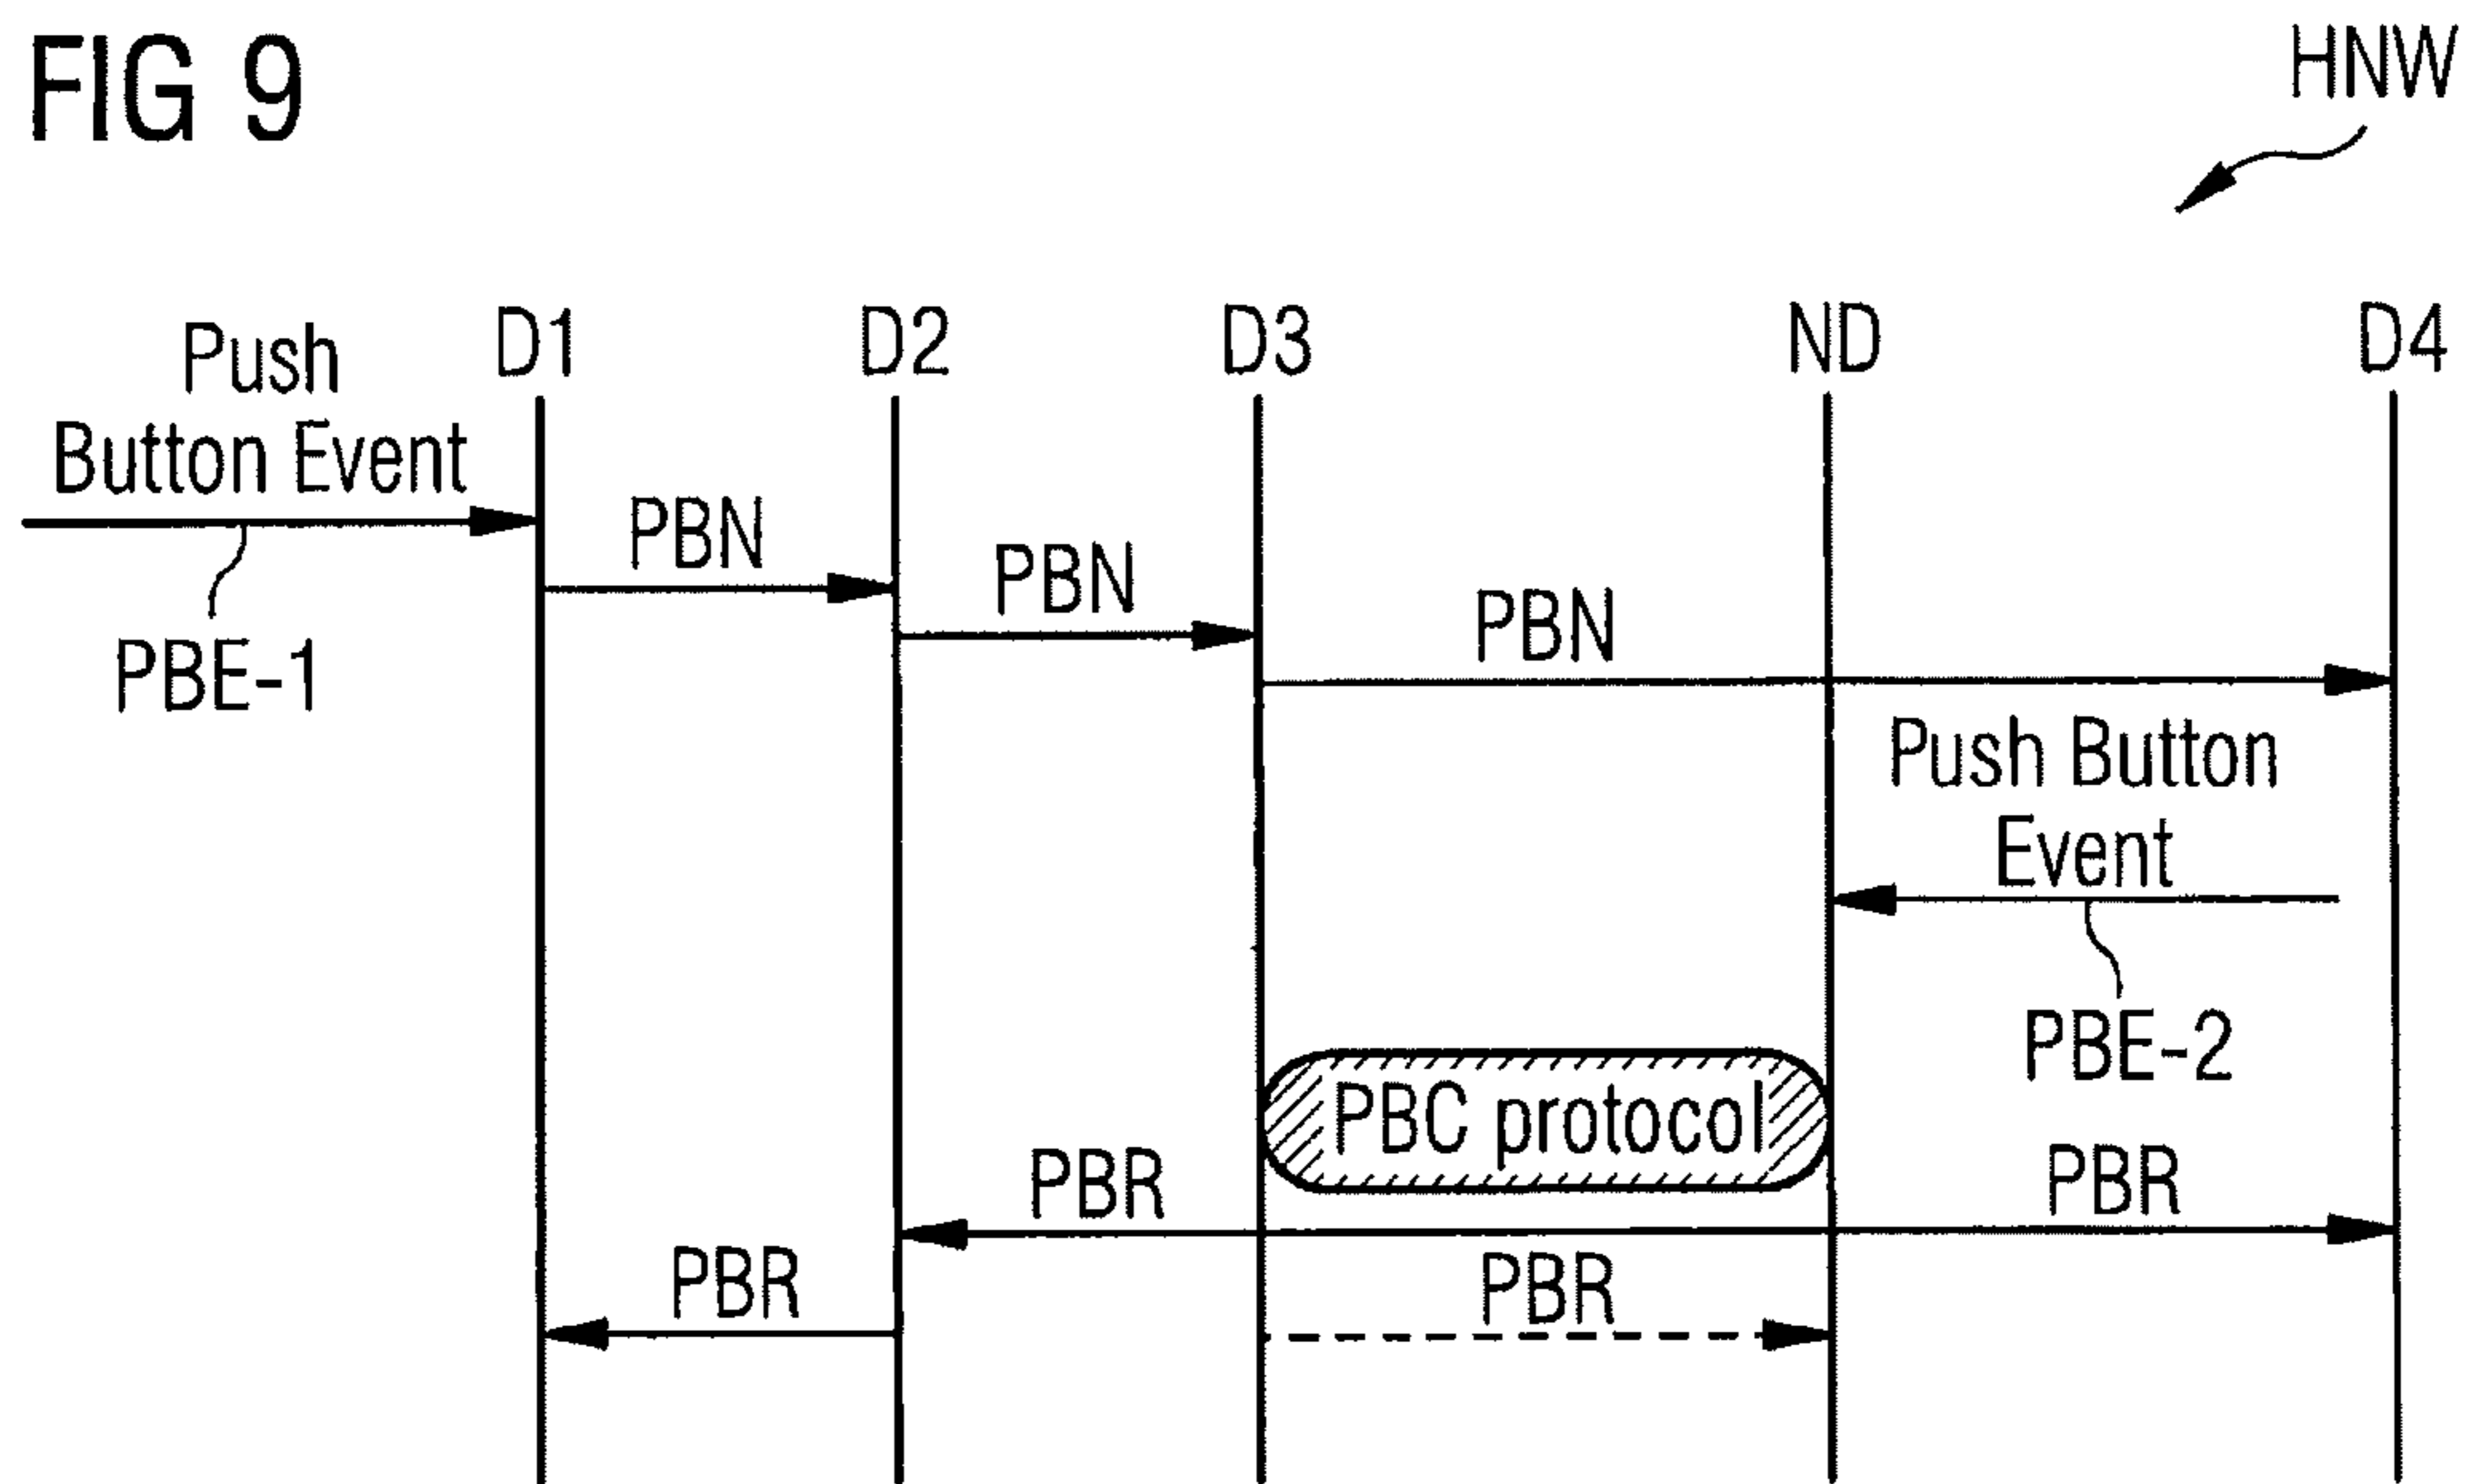 FIG 9
HNW
D1
D2
D3
ND
D4
Push
Button Event
PBE-1
PBN
PBN
PBN
Push Button
Event
PBE-2
PBC protocol
PBR
PBR
PBR
PBR